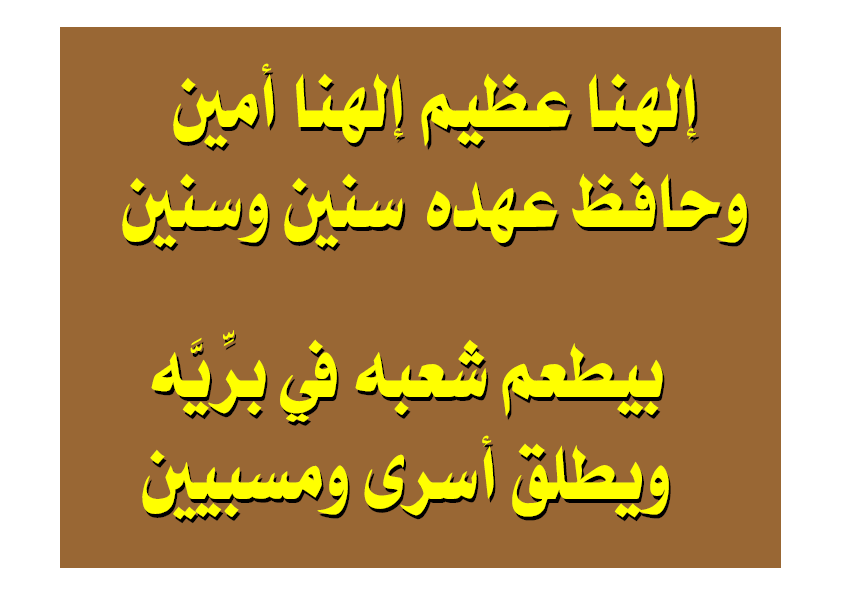 إلهنا عظيم إلهنا أمين
وحافظ عهده سنين وسنين
بيطعم شعبه في برِّيَّه
ويطلق أسرى ومسبيين